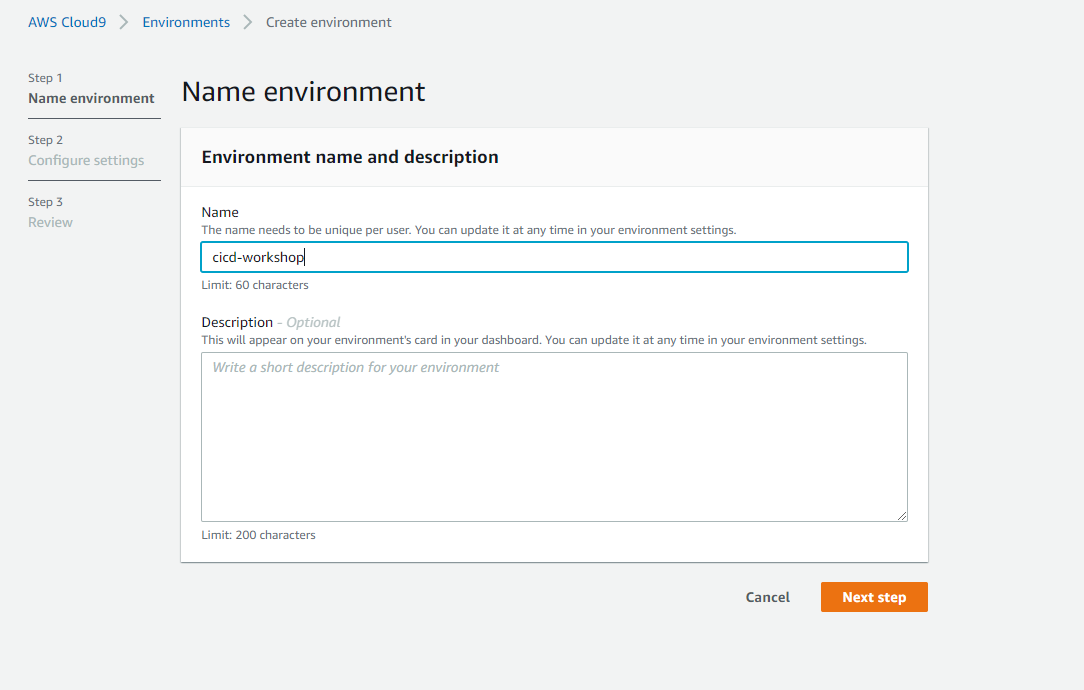 AWS Cloud9 > Environments > Create environment
Step 1
Name environment
Step 2
Configure settings
Step 3
Review
Name environment
Environment name and description
Name
The name needs to be unique per user. You can update it at any time in your environment settings.
cicd-workshop
Limit: 60 characters
Description - Optional
This will appear on your environment's card in your dashboard. You can update it at any time in your environment settings.
Write a short description for your environment
Limit: 200 characters
Cancel
Next step